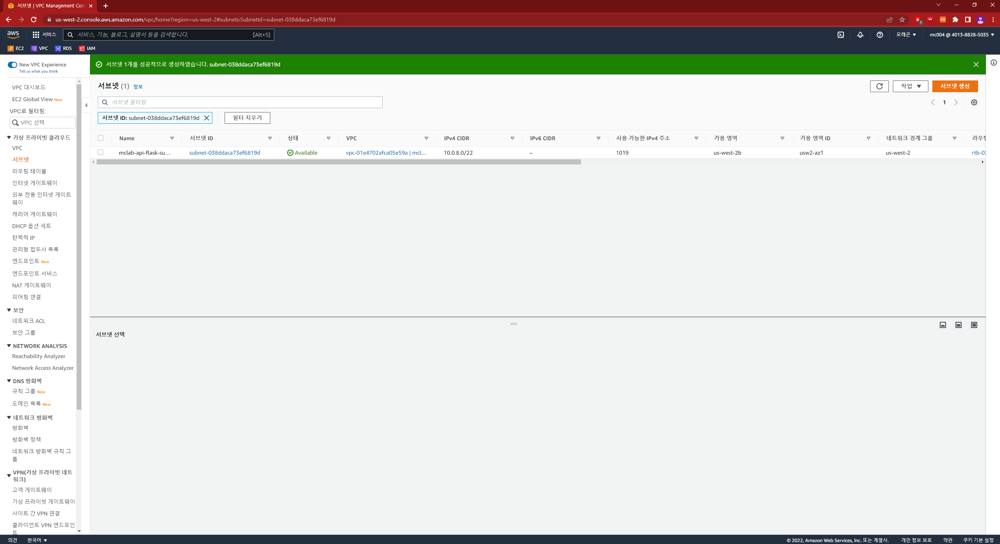 서브넷 | VPC Management Con
us-west-2.console.aws.amazon.com/vpc/home?region=us-west-2#subnets:SubnetId=subnet-038ddaca73ef6819d
1
aws 서비스 서비스, 기능, 블로그, 설명서 등을 검색합니다. [Alt+S] 오레곤 mc004 @ 4013-8828-5035
EC2 VPC RDS IAM
New VPC Experience
Tell us what you think
VPC 대시보드
EC2 Global View New
VPC로 필터링:
VPC 선택
가상 프라이빗 클라우드
VPC
서브넷
라우팅 테이블
인터넷 게이트웨이
외부 전용 인터넷 게이트
웨이
캐리어 게이트웨이
DHCP 옵션 세트
탄력적 IP
관리형 접두사 목록
엔드포인트 New
엔드포인트 서비스
NAT 게이트웨이
피어링 연결
보안
네트워크 ACL
보안 그룹
NETWORK ANALYSIS
Reachability Analyzer
Network Access Analyzer
DNS 방화벽
규칙 그룹 New
도메인 목록 New
네트워크 방화벽
방화벽
방화벽 정책
네트워크 방화벽 규칙 그
룹
VPN(가상 프라이빗 네트
워크)
고객 게이트웨이
가상 프라이빗 게이트웨이
사이트 간 VPN 연결
클라이언트 VPN 엔드포인
트
서브넷 1개를 성공적으로 생성하였습니다. subnet-038ddaca73ef6819d
서브넷 (1) 정보
작업 서브넷 생성
서브넷 필터링
1
서브넷 ID: subnet-038ddaca73ef6819d 필터 지우기
Name 서브넷 ID 상태 VPC IPv4 CIDR IPv6 CIDR 사용 가능한 IPv4 주소 가용 영역 가용 영역 ID 네트워크 경계 그룹 라우팅
mclab-api-flask-su... subnet-038ddaca73ef6819d Available vpc-01e4702afca05e59a | mcl... 10.0.8.0/22 – 1019 us-west-2b usw2-az1 us-west-2 rtb-02
서브넷 선택
의견 한국어 © 2022, Amazon Web Services, Inc. 또는 계열사. 개인 정보 보호 약관 쿠키 기본 설정